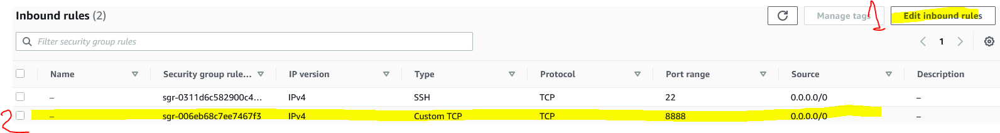 Inbound rules (2) Manage tags 1 Edit inbound rules
Filter security group rules 1
Name Security group rule... IP version Type Protocol Port range Source Description
– sgr-0311d6c582900c4... IPv4 SSH TCP 22 0.0.0.0/0 –
2 – sgr-006eb68c7ee7467f3 IPv4 Custom TCP TCP 8888 0.0.0.0/0 –